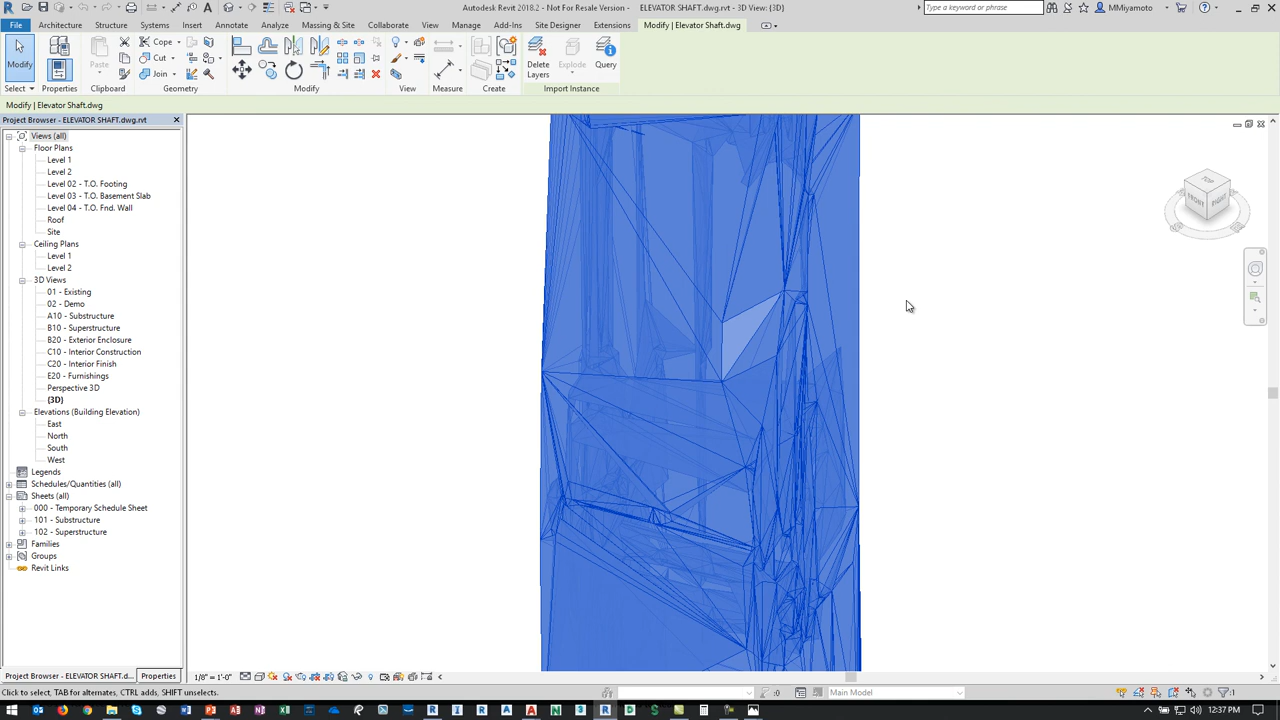 Autodesk Revit 2018.2 - Not For Resale Version - ELEVATOR SHAFT.dwg.rvt - 3D View: {3D}
Type a keyword or phrase
MMiyamoto
File Architecture Structure Systems Insert Annotate Analyze Massing & Site Collaborate View Manage Add-Ins Site Design Extensions Modify | Elevator Shaft.dwg
Modify
Paste
Cope
Cut
Join
Delete Layers
Explode
Query
Select Properties Clipboard Geometry Modify View Measure Create Import Instance
Modify | Elevator Shaft.dwg
Project Browser - ELEVATOR SHAFT.dwg.rvt
Views (all)
Floor Plans
Level 1
Level 2
Level 02 - T.O. Footing
Level 03 - T.O. Basement Slab
Level 04 - T.O. Fnd. Wall
Roof
Site
Ceiling Plans
Level 1
Level 2
3D Views
01 - Existing
02 - Demo
A10 - Substructure
B10 - Superstructure
B20 - Exterior Enclosure
C10 - Interior Construction
C20 - Interior Finish
E20 - Furnishings
Perspective 3D
{3D}
Elevations (Building Elevation)
East
North
South
West
Legends
Schedules/Quantities (all)
Sheets (all)
000 - Temporary Schedule Sheet
101 - Substructure
102 - Superstructure
Families
Groups
Revit Links
TOP
FRONT
RIGHT
Project Browser - ELEVATOR SHAFT.d... Properties
1/8" = 1'-0"
Click to select, TAB for alternates, CTRL adds, SHIFT unselects.
:0
Main Model
:1
12:37 PM